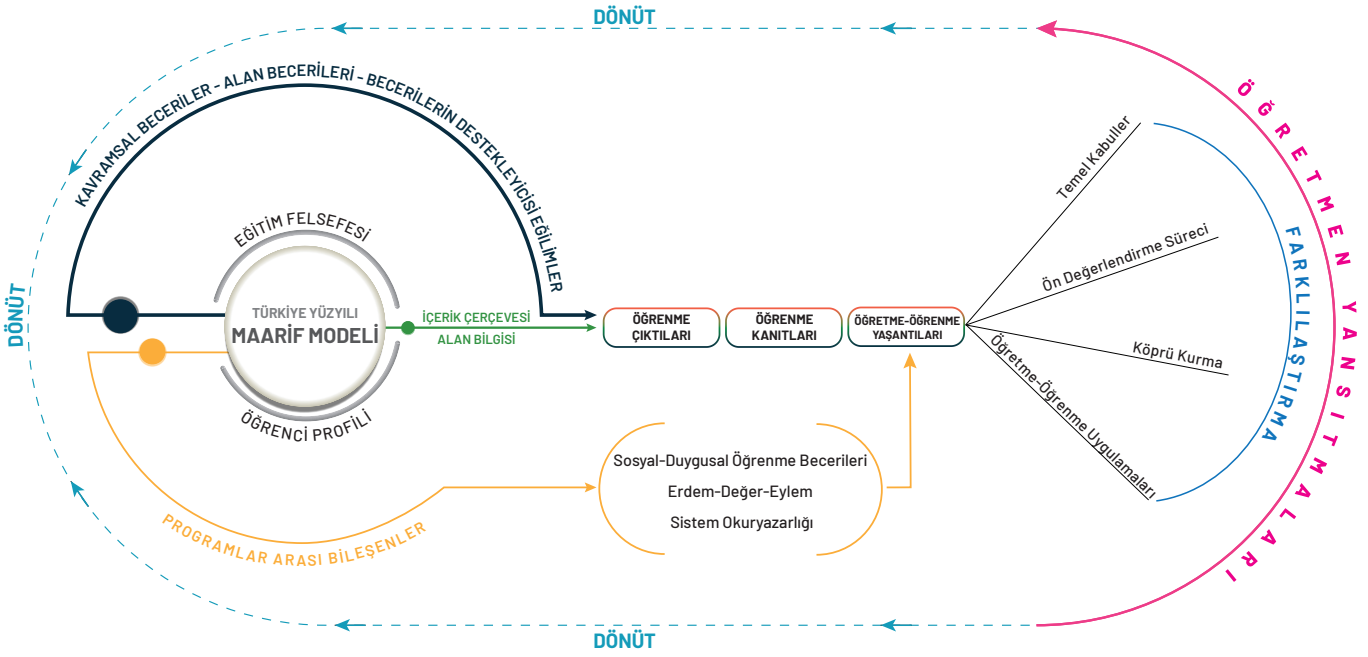 DÖNÜT
KAVRAMSAL BECERİLER - ALAN BECERİLERİ - BECERİLERİN DESTEKLEYİCİSİ EĞİLİMLER
DÖNÜT
EĞİTİM FELSEFESİ
TÜRKİYE YÜZYILI
MAARİF MODELİ
ÖĞRENCİ PROFİLİ
İÇERİK ÇERÇEVESİ
ALAN BİLGİSİ
ÖĞRENME
ÇIKTILARI
ÖĞRENME
KANITLARI
ÖĞRETME-ÖĞRENME
YAŞANTILARI
Temel Kabuller
Ön Değerlendirme Süreci
Köprü Kurma
Öğretme-Öğrenme Uygulamaları
FARKLILAŞTIRMA
ÖĞRETMEN YANSITMALARI
PROGRAMLAR ARASI BİLEŞENLER
Sosyal-Duygusal Öğrenme Becerileri
Erdem-Değer-Eylem
Sistem Okuryazarlığı
DÖNÜT